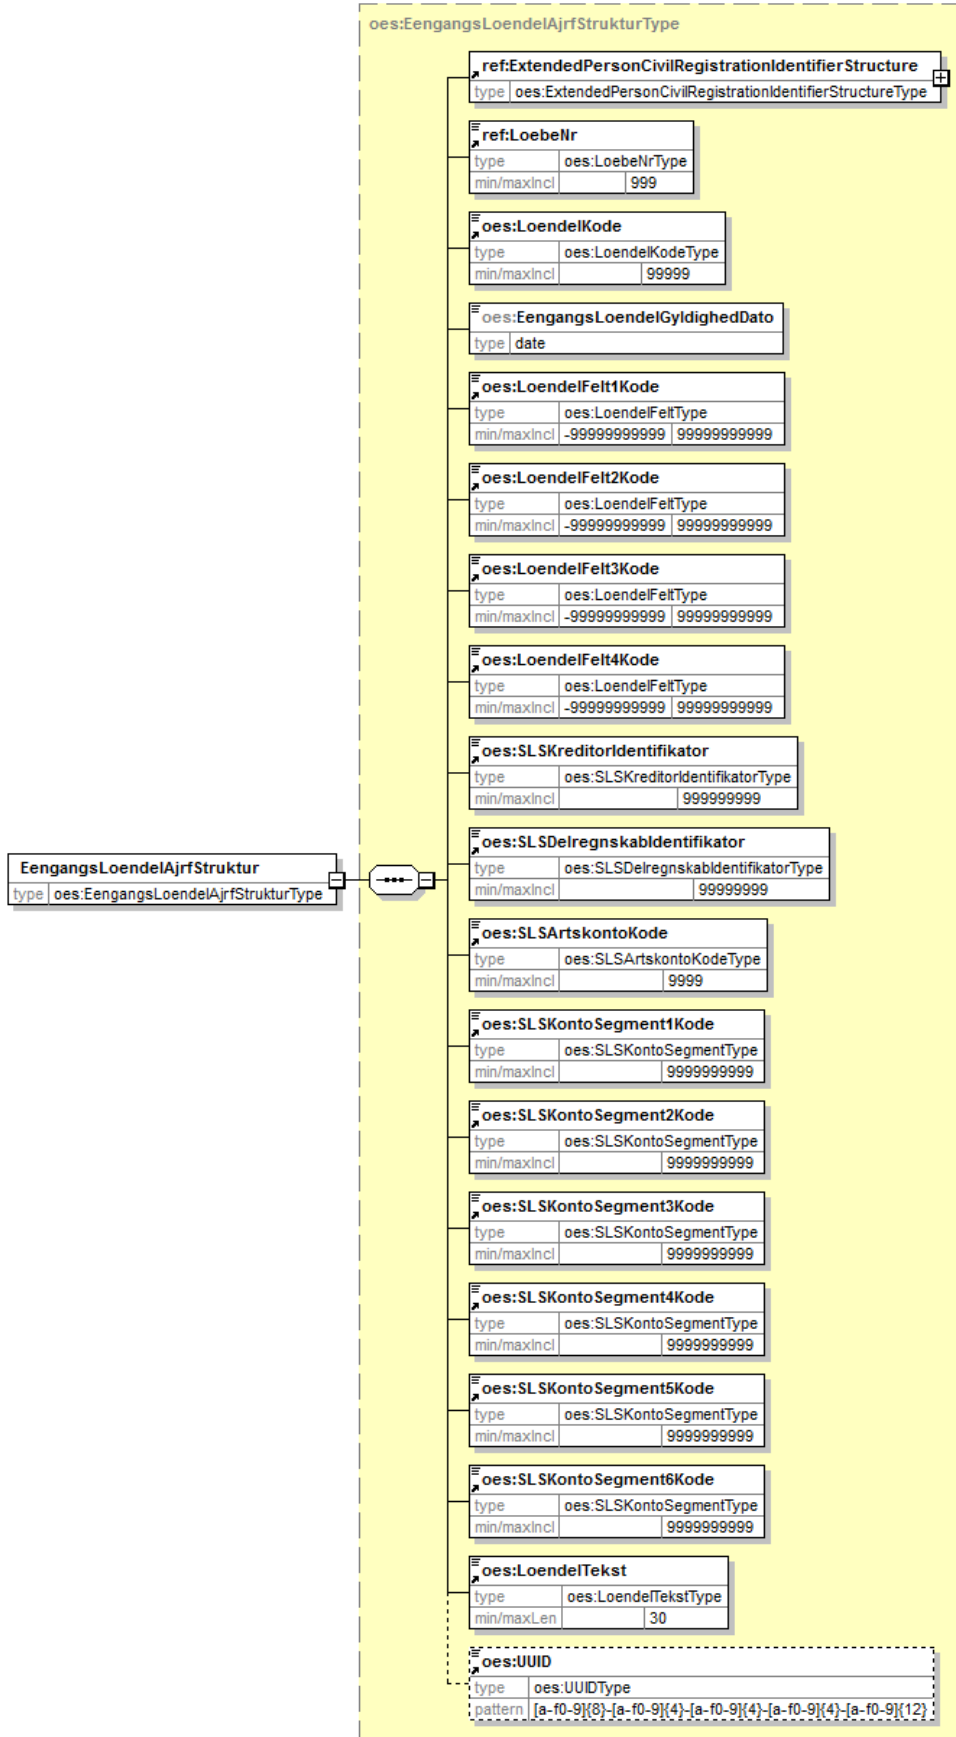 oes:EengangsLoendelAjrfStrukturType
ref:ExtendedPersonCivilRegistrationIdentifierStructure
type oes:ExtendedPersonCivilRegistrationIdentifierStructureType
ref:LoebeNr
type oes:LoebeNrType
min/maxIncl 999
oes:LoendelKode
type oes:LoendelKodeType
min/maxIncl 99999
oes:EengangsLoendelGyldighedDato
type date
oes:LoendelFelt1Kode
type oes:LoendelFeltType
min/maxIncl -99999999999 99999999999
oes:LoendelFelt2Kode
type oes:LoendelFeltType
min/maxIncl -99999999999 99999999999
oes:LoendelFelt3Kode
type oes:LoendelFeltType
min/maxIncl -99999999999 99999999999
oes:LoendelFelt4Kode
type oes:LoendelFeltType
min/maxIncl -99999999999 99999999999
oes:SLSKreditorIdentifikator
type oes:SLSKreditorIdentifikatorType
min/maxIncl 999999999
oes:SLSDelregnskabIdentifikator
type oes:SLSDelregnskabIdentifikatorType
min/maxIncl 99999999
EengangsLoendelAjrfStruktur
type oes:EengangsLoendelAjrfStrukturType
oes:SLSArtskontoKode
type oes:SLSArtskontoKodeType
min/maxIncl 9999
oes:SLSKontoSegment1Kode
type oes:SLSKontoSegmentType
min/maxIncl 9999999999
oes:SLSKontoSegment2Kode
type oes:SLSKontoSegmentType
min/maxIncl 9999999999
oes:SLSKontoSegment3Kode
type oes:SLSKontoSegmentType
min/maxIncl 9999999999
oes:SLSKontoSegment4Kode
type oes:SLSKontoSegmentType
min/maxIncl 9999999999
oes:SLSKontoSegment5Kode
type oes:SLSKontoSegmentType
min/maxIncl 9999999999
oes:SLSKontoSegment6Kode
type oes:SLSKontoSegmentType
min/maxIncl 9999999999
oes:LoendelTekst
type oes:LoendelTekstType
min/maxLen 30
oes:UUID
type oes:UUIDType
pattern [a-f0-9]{8}-[a-f0-9]{4}-[a-f0-9]{4}-[a-f0-9]{4}-[a-f0-9]{12}